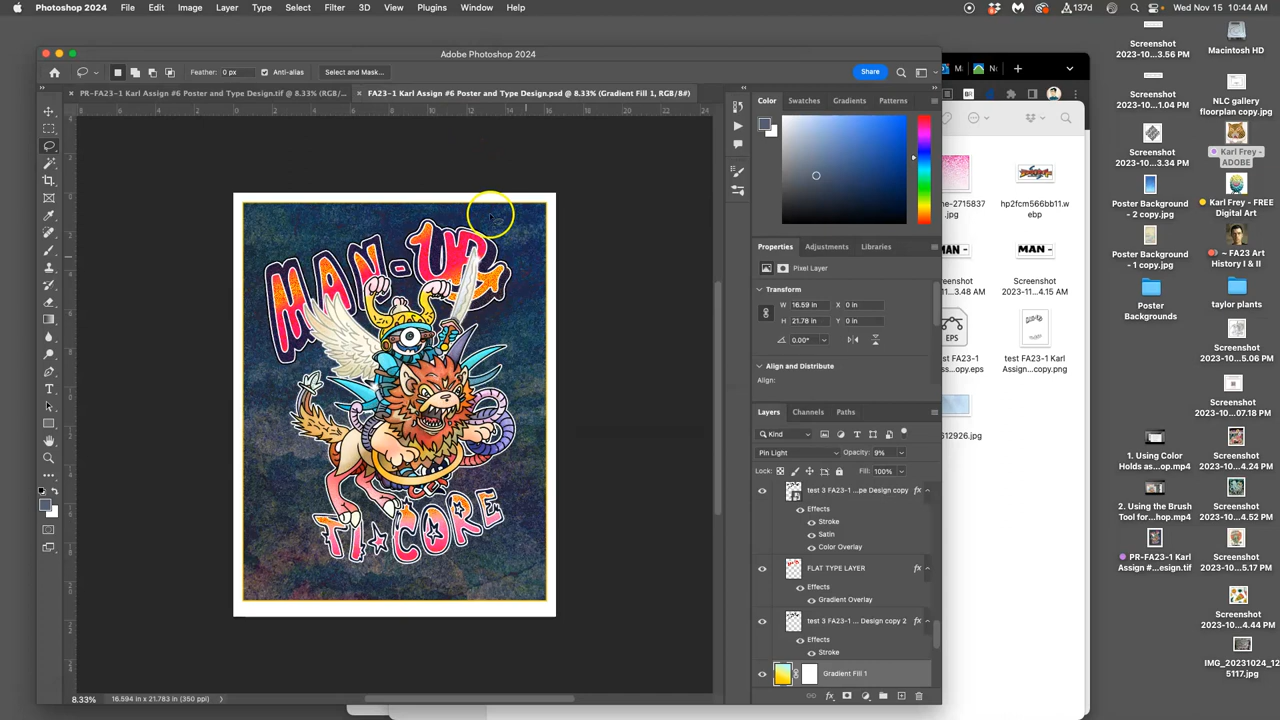 Photoshop 2024 File Edit Image Layer Type Select Filter 3D View Plugins Window Help 137d Wed Nov 15 10:44 AM
Adobe Photoshop 2024
Feather: 0 px Anti-alias Select and Mask... Share
PR-FA23-1 Karl Assign #6 Poster and Type Design.tif @ 8.33% (RGB/... FA23-1 Karl Assign #6 Poster and Type Design.psd @ 8.33% (Gradient Fill 1, RGB/8#)
MAN-UP
TI★CORE
8.33% 16.594 in x 21.783 in (350 ppi)
Color Swatches Gradients Patterns
Properties Adjustments Libraries
Pixel Layer
Transform
W 16.59 in X 0 in
H 21.78 in Y 0 in
0.00°
Align and Distribute
Align:
Layers Channels Paths
Kind
Pin Light Opacity: 9%
Lock: Fill: 100%
test 3 FA23-1 ...pe Design copy fx
Effects
Stroke
Satin
Color Overlay
FLAT TYPE LAYER fx
Effects
Gradient Overlay
test 3 FA23-1 ... Design copy 2 fx
Effects
Stroke
Gradient Fill 1
fx
ne-2715837
.jpg
hp2fcm566bb11.w
ebp
MAN-
MAN-
Screenshot
2023-11...4.15 AM
EPS
test FA23-1 Karl
Assign...copy.png
612926.jpg
Screenshot
2023-10...3.56 PM
Macintosh HD
Screenshot
2023-10...1.04 PM
NLC gallery
floorplan copy.jpg
Screenshot
2023-10...3.34 PM
Karl Frey -
ADOBE
Poster Background
- 2 copy.jpg
Karl Frey - FREE
Digital Art
Poster Background
- copy.jpg
~ FA23 Art
History I & II
Poster
Backgrounds
taylor plants
Screenshot
2023-10...5.06 PM
Screenshot
2023-10...07.18 PM
1. Using Color
Holds as...op.mp4
Screenshot
2023-10...4.24 PM
2. Using the Brush
Tool for...hop.mp4
Screenshot
2023-10...4.52 PM
PR-FA23-1 Karl
Assign #...esign.tif
Screenshot
2023-10...5.17 PM
Screenshot
2023-10...4.44 PM
IMG_20231024_12
5117.jpg